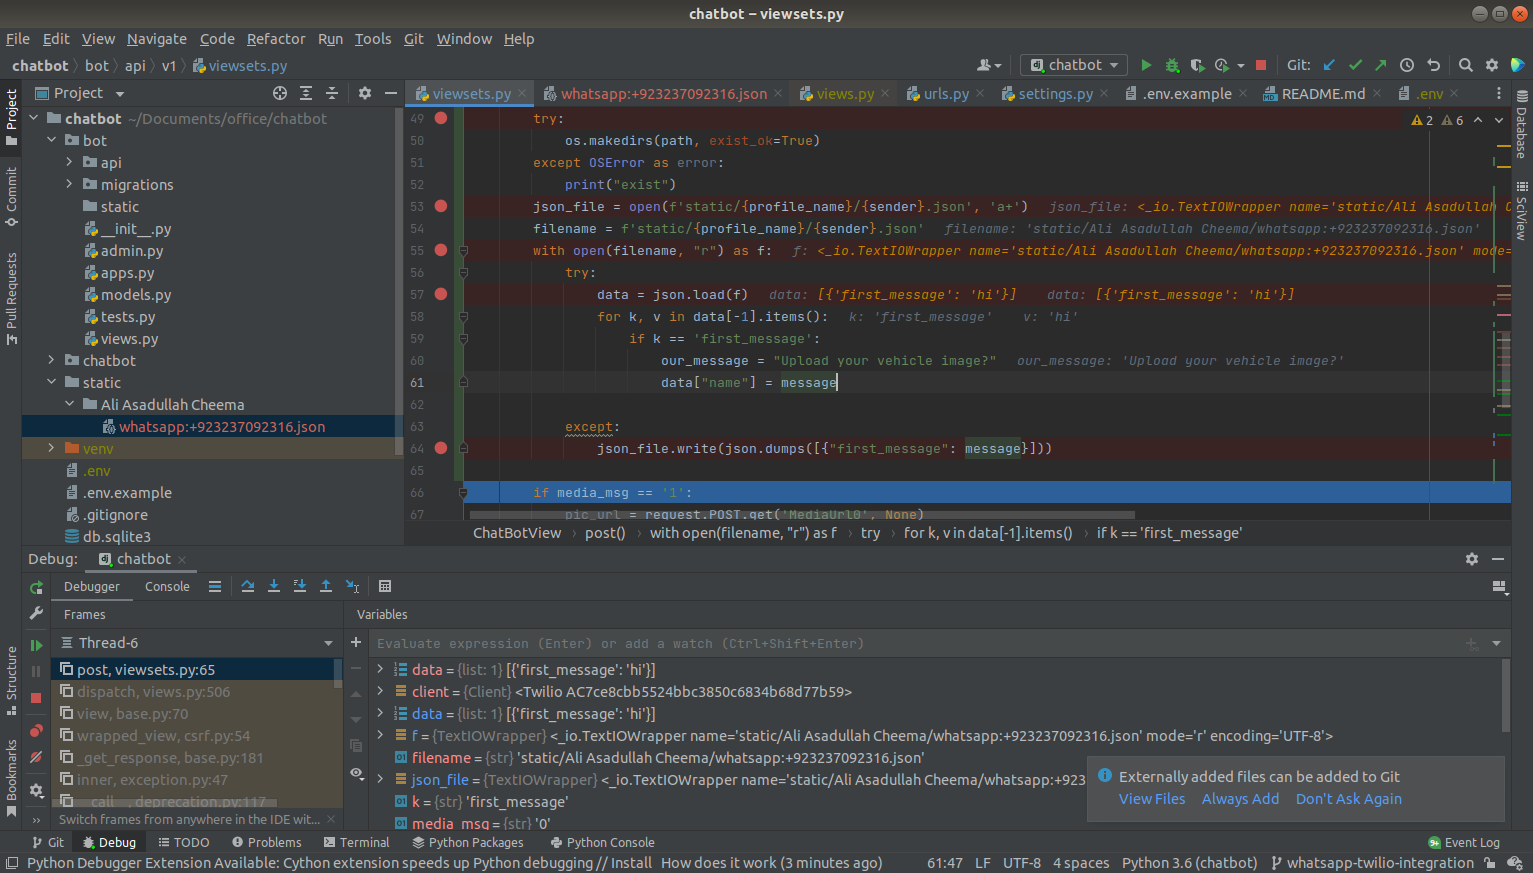 chatbot – viewsets.py
File Edit View Navigate Code Refactor Run Tools Git Window Help
chatbot bot api v1 viewsets.py
chatbot
Git:
Project
viewsets.py whatsapp:+923237092316.json views.py urls.py settings.py .env.example README.md .env
chatbot ~/Documents/office/chatbot
bot
api
migrations
static
__init__.py
admin.py
apps.py
models.py
tests.py
views.py
chatbot
static
Ali Asadullah Cheema
whatsapp:+923237092316.json
venv
.env
.env.example
.gitignore
db.sqlite3
Project
Commit
Pull Requests
Structure
Bookmarks
Database
SciView
2 6
49 try:
50 os.makedirs(path, exist_ok=True)
51 except OSError as error:
52 print("exist")
53 json_file = open(f'static/{profile_name}/{sender}.json', 'a+') json_file: <_io.TextIOWrapper name='static/Ali Asadullah C
54 filename = f'static/{profile_name}/{sender}.json' filename: 'static/Ali Asadullah Cheema/whatsapp:+923237092316.json'
55 with open(filename, "r") as f: f: <_io.TextIOWrapper name='static/Ali Asadullah Cheema/whatsapp:+923237092316.json' mode=
56 try:
57 data = json.load(f) data: [{'first_message': 'hi'}] data: [{'first_message': 'hi'}]
58 for k, v in data[-1].items(): k: 'first_message' v: 'hi'
59 if k == 'first_message':
60 our_message = "Upload your vehicle image?" our_message: 'Upload your vehicle image?'
61 data["name"] = message
62
63 except:
64 json_file.write(json.dumps([{"first_message": message}]))
65
66 if media_msg == '1':
67 pic_url = request.POST.get('MediaUrl0', None)
ChatBotView post() with open(filename, "r") as f try for k, v in data[-1].items() if k == 'first_message'
Debug: chatbot
Debugger Console
Frames
Variables
Thread-6
Evaluate expression (Enter) or add a watch (Ctrl+Shift+Enter)
post, viewsets.py:65
dispatch, views.py:506
view, base.py:70
wrapped_view, csrf.py:54
_get_response, base.py:181
inner, exception.py:47
__call__, deprecation.py:117
Switch frames from anywhere in the IDE wit...
data = {list: 1} [{'first_message': 'hi'}]
client = {Client} <Twilio AC7ce8cbb5524bbc3850c6834b68d77b59>
data = {list: 1} [{'first_message': 'hi'}]
f = {TextIOWrapper} <_io.TextIOWrapper name='static/Ali Asadullah Cheema/whatsapp:+923237092316.json' mode='r' encoding='UTF-8'>
filename = {str} 'static/Ali Asadullah Cheema/whatsapp:+923237092316.json'
json_file = {TextIOWrapper} <_io.TextIOWrapper name='static/Ali Asadullah Cheema/whatsapp:+923
k = {str} 'first_message'
media_msg = {str} '0'
Externally added files can be added to Git
View Files Always Add Don't Ask Again
Git Debug TODO Problems Terminal Python Packages Python Console
Event Log
Python Debugger Extension Available: Cython extension speeds up Python debugging // Install How does it work (3 minutes ago)
61:47 LF UTF-8 4 spaces Python 3.6 (chatbot) whatsapp-twilio-integration